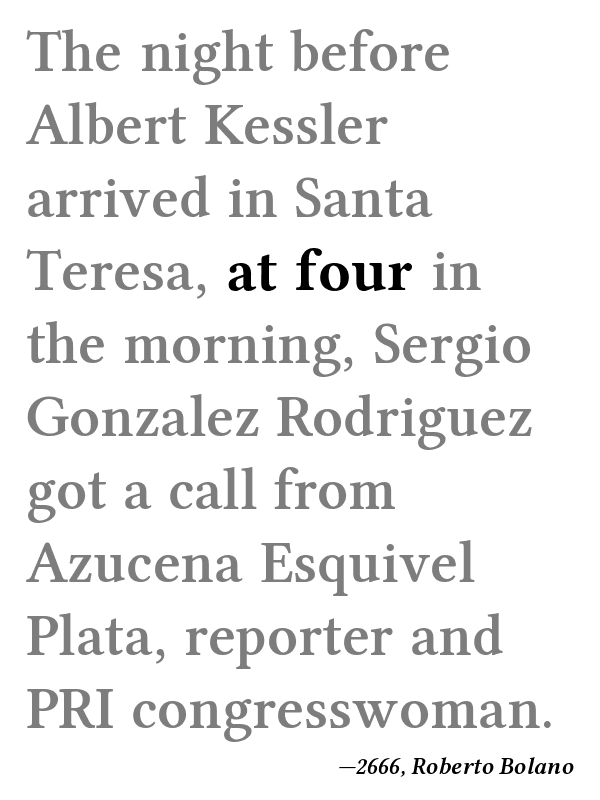 The night before
Albert Kessler
arrived in Santa
Teresa, at four in
the morning, Sergio
Gonzalez Rodriguez
got a call from
Azucena Esquivel
Plata, reporter and
PRI congresswoman.
—2666, Roberto Bolano